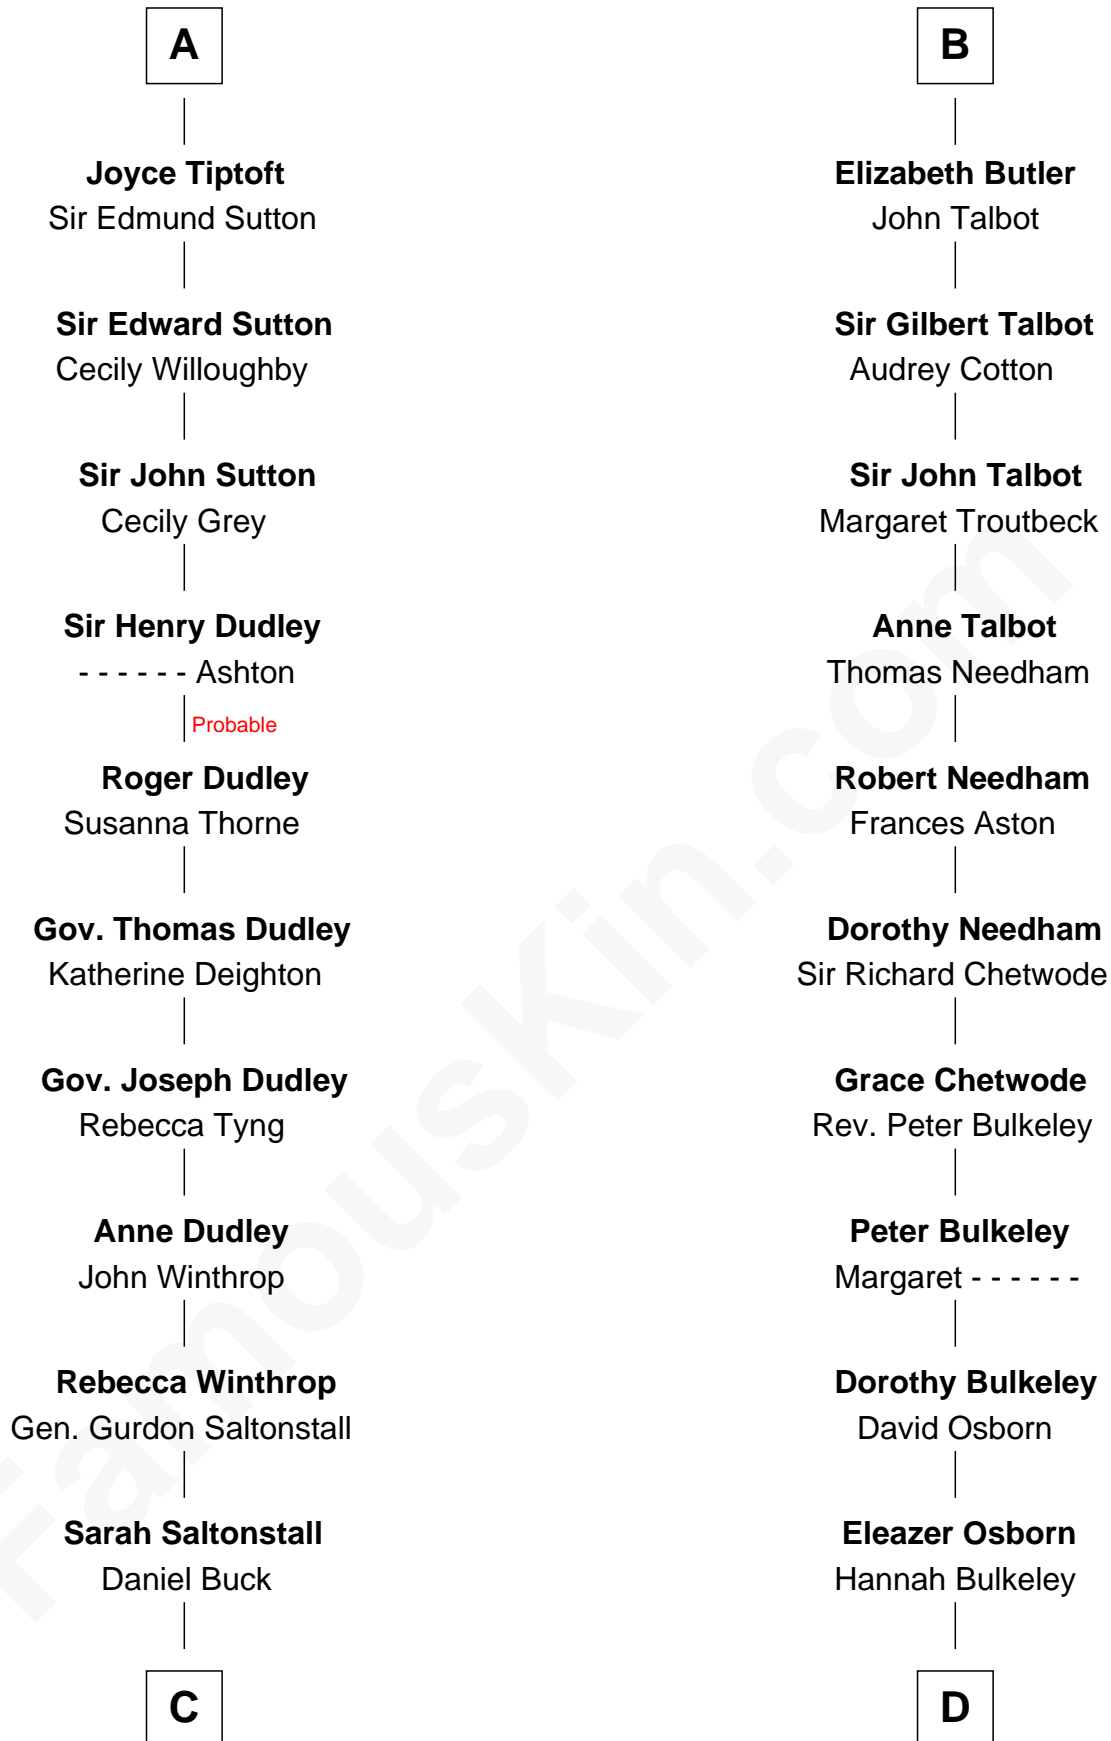 A
Joyce Tiptoft
Sir Edmund Sutton
Sir Edward Sutton
Cecily Willoughby
Sir John Sutton
Cecily Grey
Sir Henry Dudley
- - - - - - Ashton
Probable
Roger Dudley
Susanna Thorne
Gov. Thomas Dudley
Katherine Deighton
Gov. Joseph Dudley
Rebecca Tyng
Anne Dudley
John Winthrop
Rebecca Winthrop
Gen. Gurdon Saltonstall
Sarah Saltonstall
Daniel Buck
C
B
Elizabeth Butler
John Talbot
Sir Gilbert Talbot
Audrey Cotton
Sir John Talbot
Margaret Troutbeck
Anne Talbot
Thomas Needham
Robert Needham
Frances Aston
Dorothy Needham
Sir Richard Chetwode
Grace Chetwode
Rev. Peter Bulkeley
Peter Bulkeley
Margaret - - - - - -
Dorothy Bulkeley
David Osborn
Eleazer Osborn
Hannah Bulkeley
D
FamousKin.com